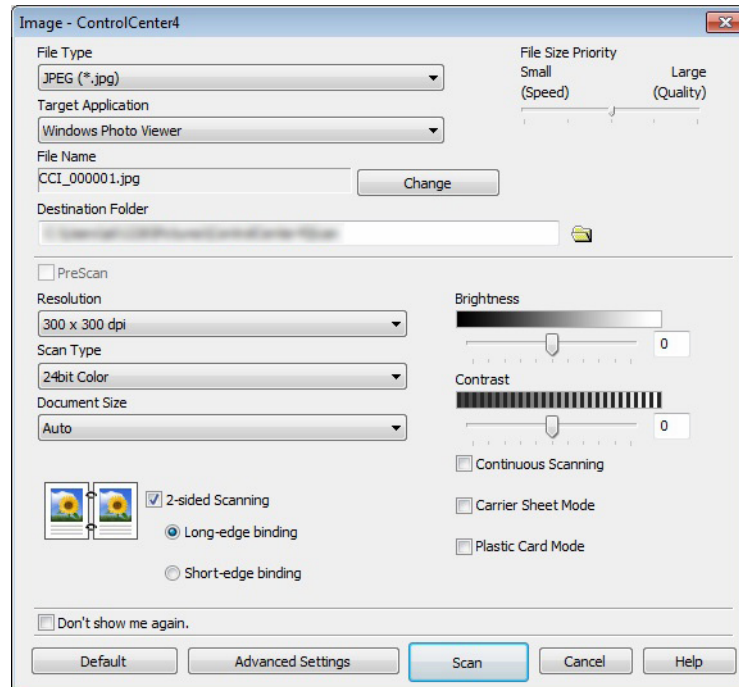 Image - ControlCenter4
File Type
JPEG (*.jpg)
Target Application
Windows Photo Viewer
File Name
CCI_000001.jpg
Change
Destination Folder
File Size Priority
Small Large
(Speed) (Quality)
PreScan
Resolution
300 x 300 dpi
Scan Type
24bit Color
Document Size
Auto
2-sided Scanning
Long-edge binding
Short-edge binding
Brightness
0
Contrast
0
Continuous Scanning
Carrier Sheet Mode
Plastic Card Mode
Don't show me again.
Default Advanced Settings Scan Cancel Help